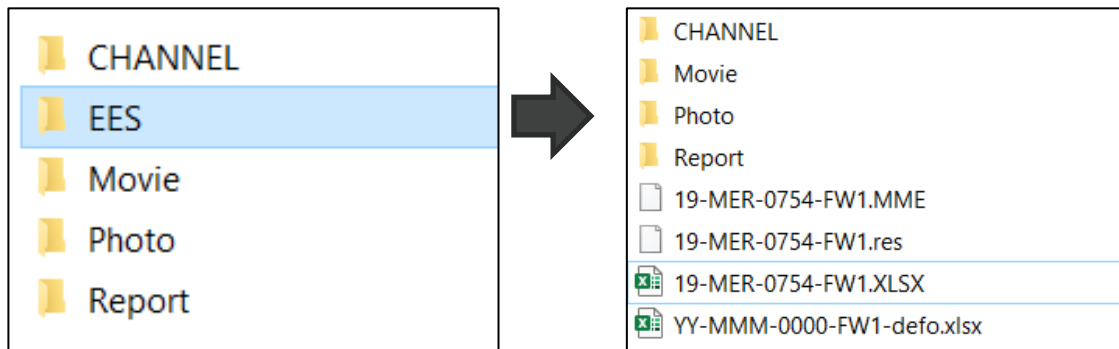 CHANNEL
EES
Movie
Photo
Report
CHANNEL
Movie
Photo
Report
19-MER-0754-FW1.MME
19-MER-0754-FW1.res
19-MER-0754-FW1.XLSX
YY-MMM-0000-FW1-defo.xlsx